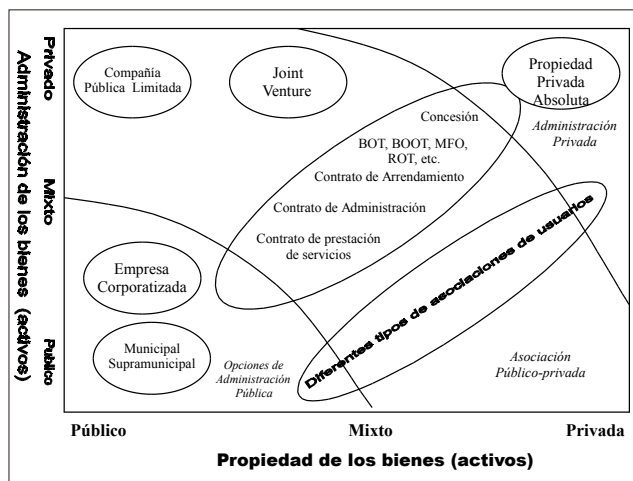 Administración de los bienes (activos)
Privado
Mixto
Publico
Compañía
Pública Limitada
Joint
Venture
Propiedad
Privada
Absoluta
Administración
Privada
Concesión
BOT, BOOT, MFO,
ROT, etc.
Contrato de Arrendamiento
Contrato de Administración
Contrato de prestación
de servicios
Empresa
Corporatizada
Municipal
Supramunicipal
Opciones de
Administración
Pública
Diferentes tipos de asociaciones de usuarios
Asociación
Público-privada
Público
Mixto
Privada
Propiedad de los bienes (activos)